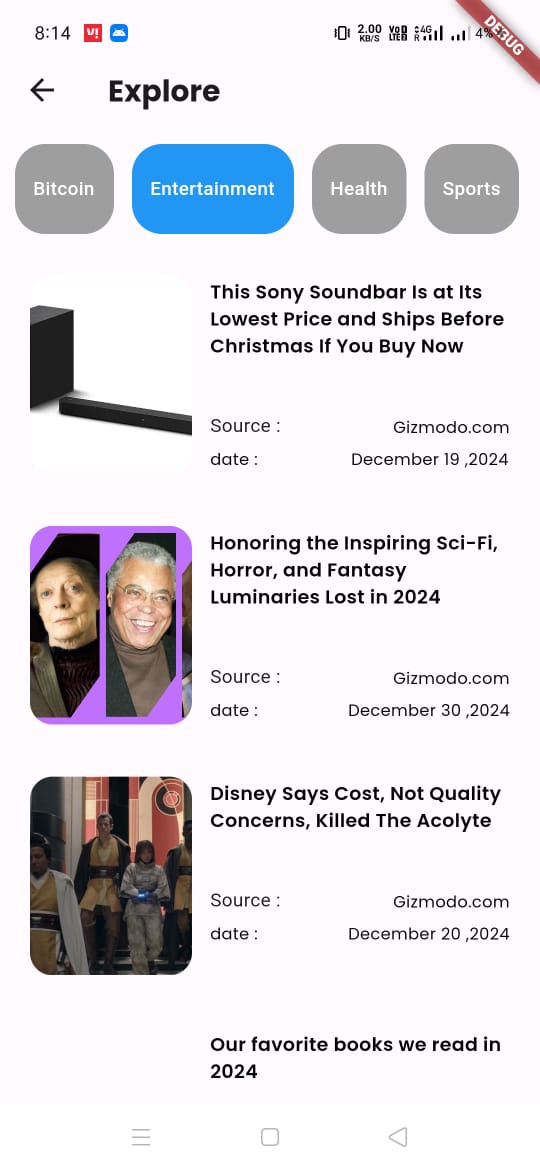 8:14
2.00 KB/S
4G
R
4%
DEBUG
Explore
Bitcoin
Entertainment
Health
Sports
This Sony Soundbar Is at Its
Lowest Price and Ships Before
Christmas If You Buy Now
Source :
Gizmodo.com
date :
December 19 ,2024
Honoring the Inspiring Sci-Fi,
Horror, and Fantasy
Luminaries Lost in 2024
Source :
Gizmodo.com
date :
December 30 ,2024
Disney Says Cost, Not Quality
Concerns, Killed The Acolyte
Source :
Gizmodo.com
date :
December 20 ,2024
Our favorite books we read in
2024